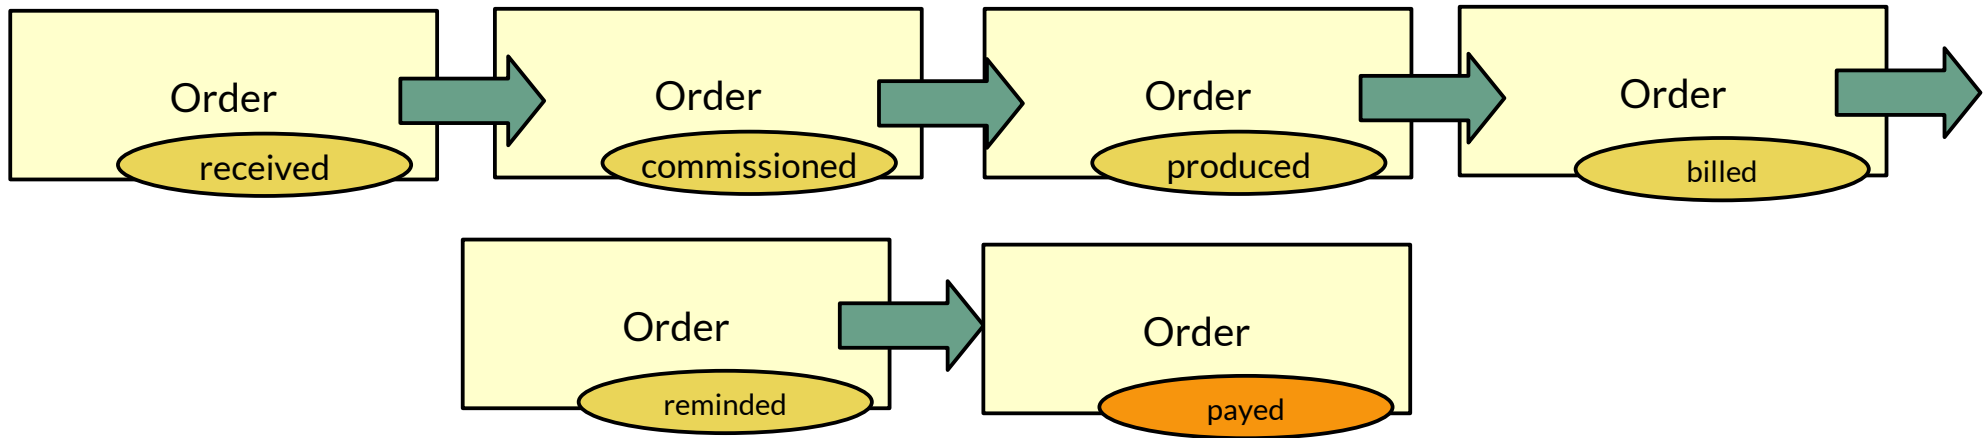 Order
received
Order
commissioned
Order
produced
Order
billed
Order
reminded
Order
payed